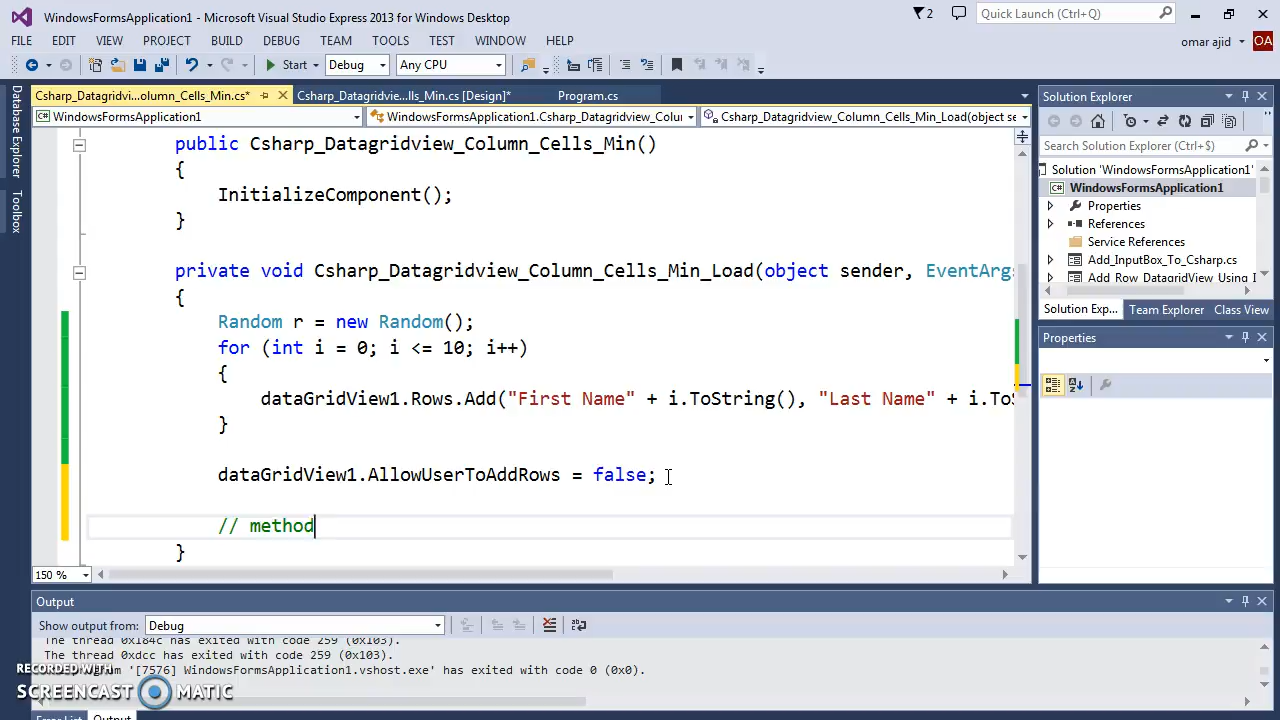 WindowsFormsApplication1 - Microsoft Visual Studio Express 2013 for Windows Desktop
2
Quick Launch (Ctrl+Q)
FILE EDIT VIEW PROJECT BUILD DEBUG TEAM TOOLS TEST WINDOW HELP
omar ajid
OA
Start Debug Any CPU
Csharp_Datagridvi...olumn_Cells_Min.cs* Csharp_Datagridvie...lls_Min.cs [Design]* Program.cs
WindowsFormsApplication1 WindowsFormsApplication1.Csharp_Datagridview_Colu Csharp_Datagridview_Column_Cells_Min_Load(object se
Database Explorer
Toolbox
public Csharp_Datagridview_Column_Cells_Min()
{
InitializeComponent();
}
private void Csharp_Datagridview_Column_Cells_Min_Load(object sender, EventArgs
{
Random r = new Random();
for (int i = 0; i <= 10; i++)
{
dataGridView1.Rows.Add("First Name" + i.ToString(), "Last Name" + i.ToS
}
dataGridView1.AllowUserToAddRows = false;
// method
}
150 %
Solution Explorer
Search Solution Explorer (Ctrl+$)
Solution 'WindowsFormsApplication1'
C# WindowsFormsApplication1
Properties
References
Service References
Add_InputBox_To_Csharp.cs
Add_Row_DatagridView_Using_I
Solution Exp... Team Explorer Class View
Properties
Output
Show output from: Debug
The thread 0x184c has exited with code 259 (0x103).
The thread 0xdcc has exited with code 259 (0x103).
'[7576] WindowsFormsApplication1.vshost.exe' has exited with code 0 (0x0).
RECORDED WITH
SCREENCAST MATIC
Error List Output